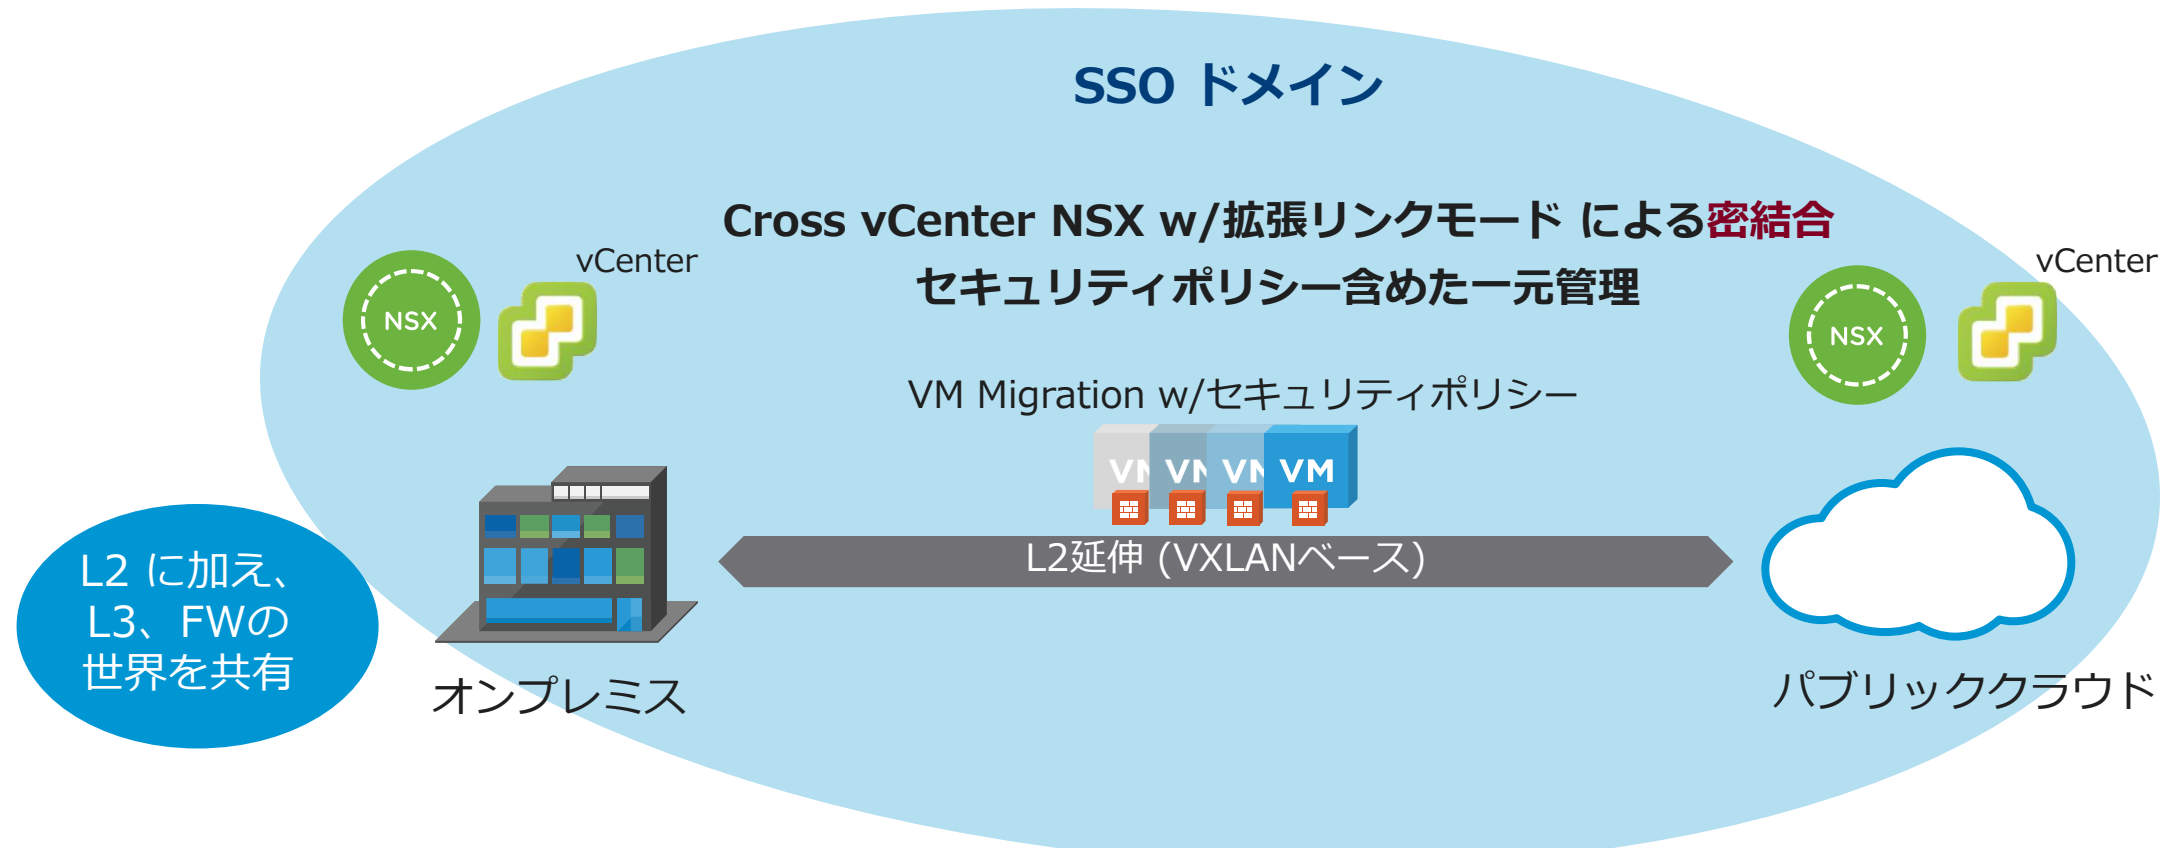 SSO ドメイン
Cross vCenter NSX w/拡張リンクモード による密結合
セキュリティポリシー含めた一元管理
NSX
vCenter
NSX
vCenter
VM Migration w/セキュリティポリシー
VM
VM
VM
VM
L2延伸 (VXLANベース)
L2 に加え、
L3、FWの
世界を共有
オンプレミス
パブリッククラウド